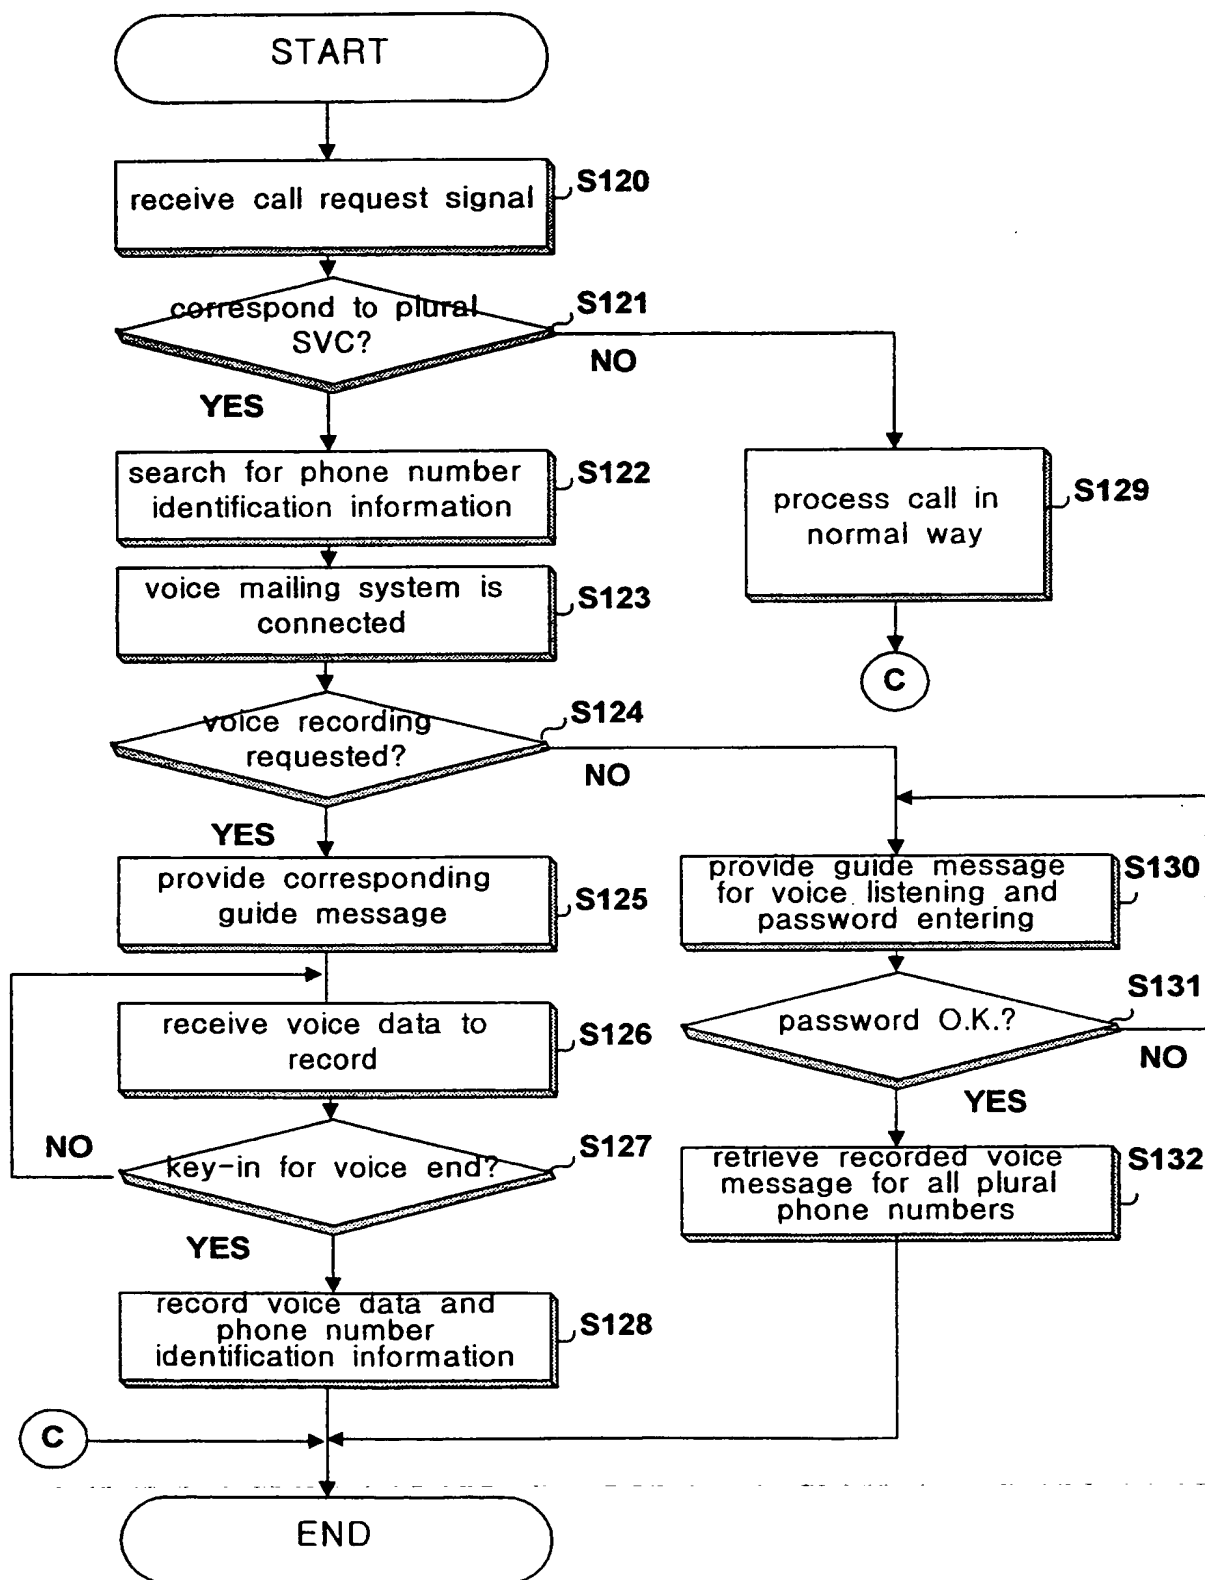 START
receive call request signal
S120
correspond to plural
SVC?
S121
NO
YES
search for phone number
identification information
S122
process call in
normal way
S129
voice mailing system is
connected
S123
C
voice recording
requested?
S124
NO
YES
provide corresponding
guide message
S125
provide guide message
for voice listening and
password entering
S130
receive voice data to
record
S126
password O.K.?
S131
NO
YES
key-in for voice end?
S127
NO
YES
retrieve recorded voice
message for all plural
phone numbers
S132
record voice data and
phone number
identification information
S128
C
END